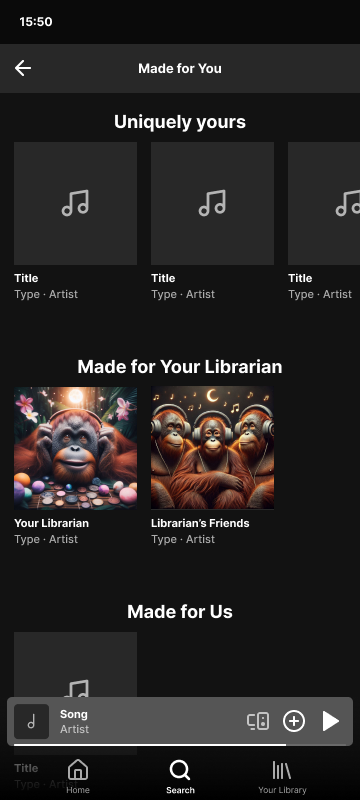 15:50
Made for You
Uniquely yours
Title
Type · Artist
Title
Type · Artist
Title
Type · Artist
Made for Your Librarian
Your Librarian
Type · Artist
Librarian's Friends
Type · Artist
Made for Us
Song
Artist
Title
Type · Artist
Home
Search
Your Library